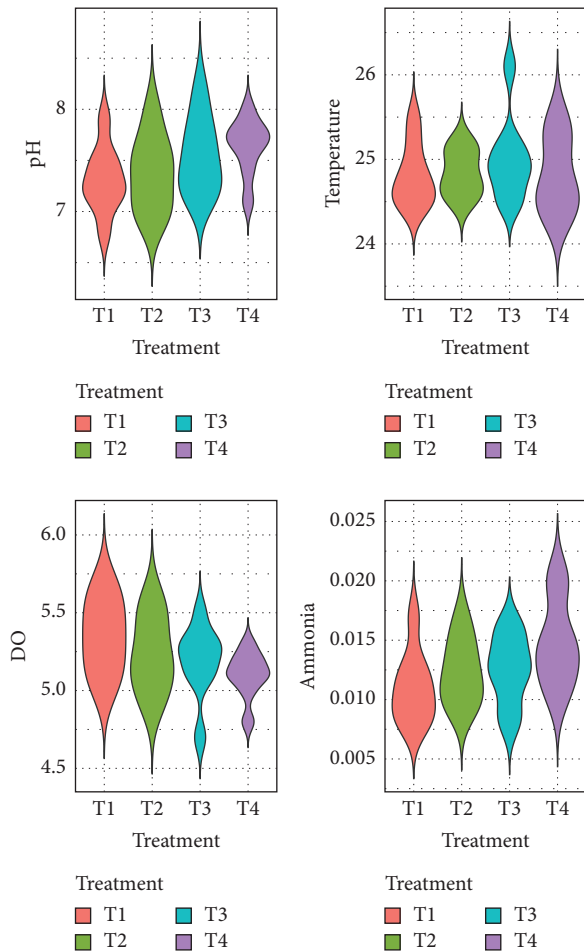 8
7
pH
T1 T2 T3 T4
Treatment
Treatment
T1 T3
T2 T4
26
25
24
Temperature
T1 T2 T3 T4
Treatment
Treatment
T1 T3
T2 T4
6.0
5.5
5.0
4.5
DO
T1 T2 T3 T4
Treatment
Treatment
T1 T3
T2 T4
0.025
0.020
0.015
0.010
0.005
Ammonia
T1 T2 T3 T4
Treatment
Treatment
T1 T3
T2 T4